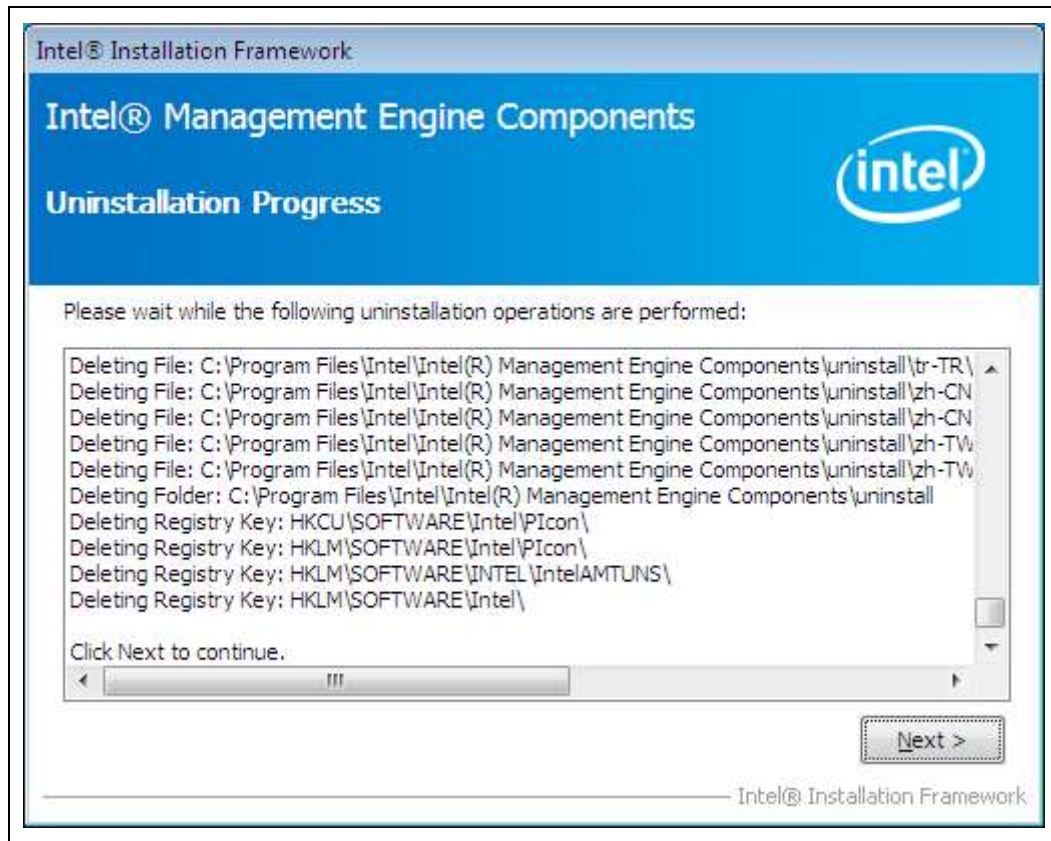 Intel® Installation Framework
Intel® Management Engine Components
intel
Uninstallation Progress
Please wait while the following uninstallation operations are performed:
Deleting File: C:\Program Files\Intel\Intel(R) Management Engine Components\uninstall\tr-TR\
Deleting File: C:\Program Files\Intel\Intel(R) Management Engine Components\uninstall\zh-CN
Deleting File: C:\Program Files\Intel\Intel(R) Management Engine Components\uninstall\zh-CN
Deleting File: C:\Program Files\Intel\Intel(R) Management Engine Components\uninstall\zh-TW
Deleting File: C:\Program Files\Intel\Intel(R) Management Engine Components\uninstall\zh-TW
Deleting Folder: C:\Program Files\Intel\Intel(R) Management Engine Components\uninstall
Deleting Registry Key: HKCU\SOFTWARE\Intel\PIcon\
Deleting Registry Key: HKLM\SOFTWARE\Intel\PIcon\
Deleting Registry Key: HKLM\SOFTWARE\INTEL\IntelAMTUNS\
Deleting Registry Key: HKLM\SOFTWARE\Intel\
Click Next to continue.
Next >
Intel® Installation Framework